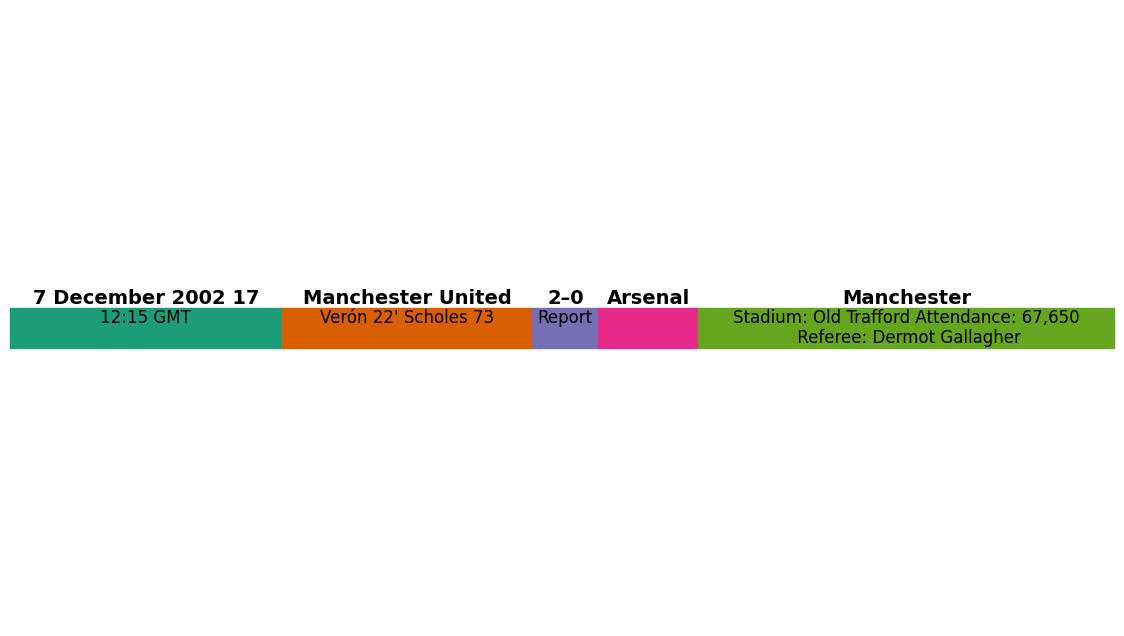 7 December 2002 17 Manchester United 2–0 Arsenal Manchester
12:15 GMT Verón 22' Scholes 73 Report Stadium: Old Trafford Attendance: 67,650
Referee: Dermot Gallagher